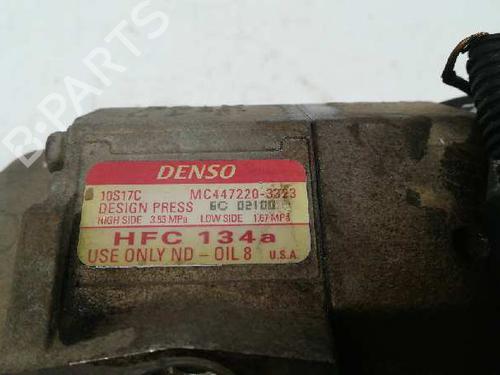 B-Parts
DENSO
10S17C MC447220-3323
DESIGN PRESS
HIGH SIDE 3.53 MPa LOW SIDE 1.67 MPa
HFC 134a
USE ONLY ND-OIL 8 U.S.A